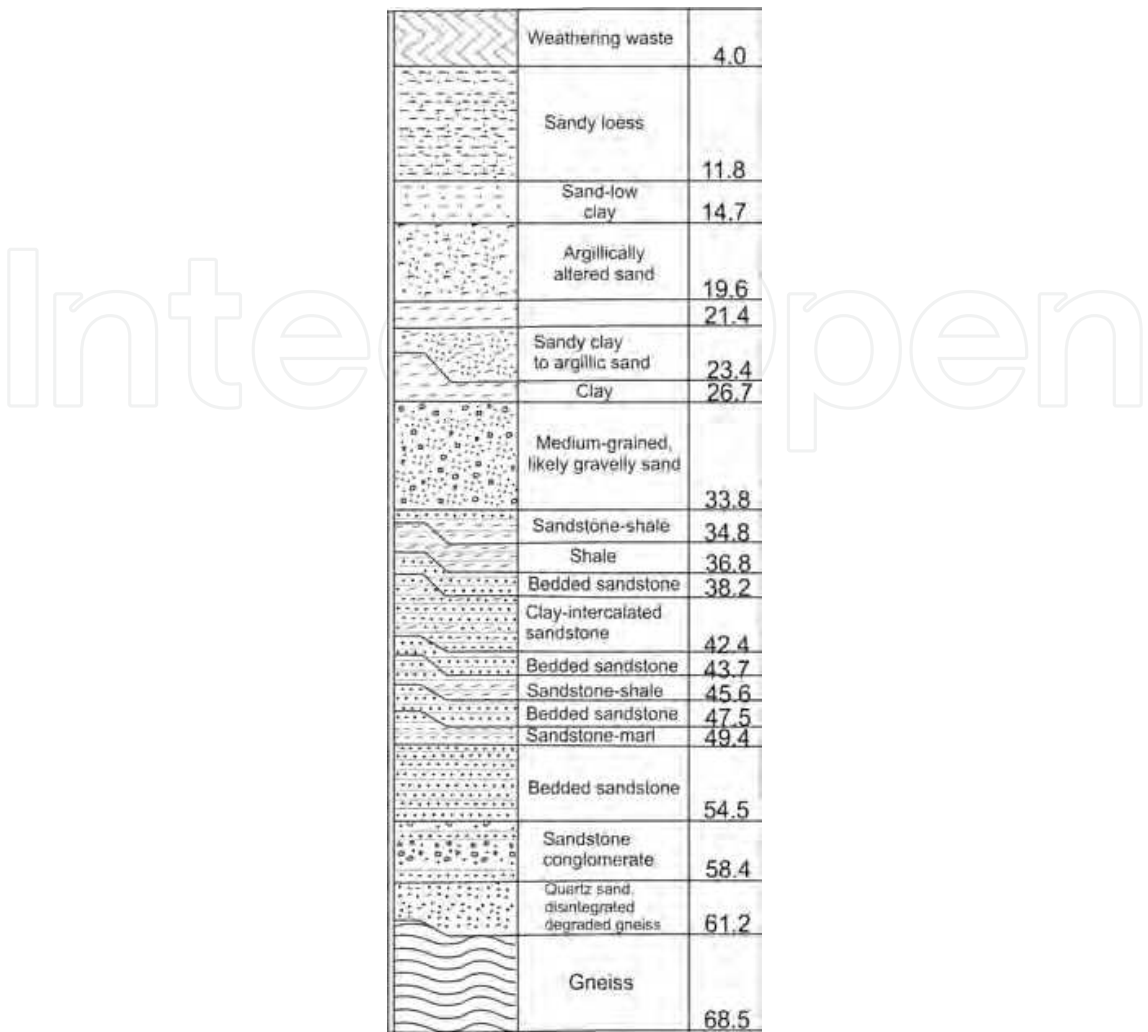 Weathering waste
4.0
Sandy loess
11.8
Sand-low
clay
14.7
Argillically
altered sand
19.6
21.4
Sandy clay
to argillic sand
23.4
Clay
26.7
Medium-grained,
likely gravelly sand
33.8
Sandstone-shale
34.8
Shale
36.8
Bedded sandstone
38.2
Clay-intercalated
sandstone
42.4
Bedded sandstone
43.7
Sandstone-shale
45.6
Bedded sandstone
47.5
Sandstone-marl
49.4
Bedded sandstone
54.5
Sandstone
conglomerate
58.4
Quartz sand,
disintegrated
degraded gneiss
61.2
Gneiss
68.5